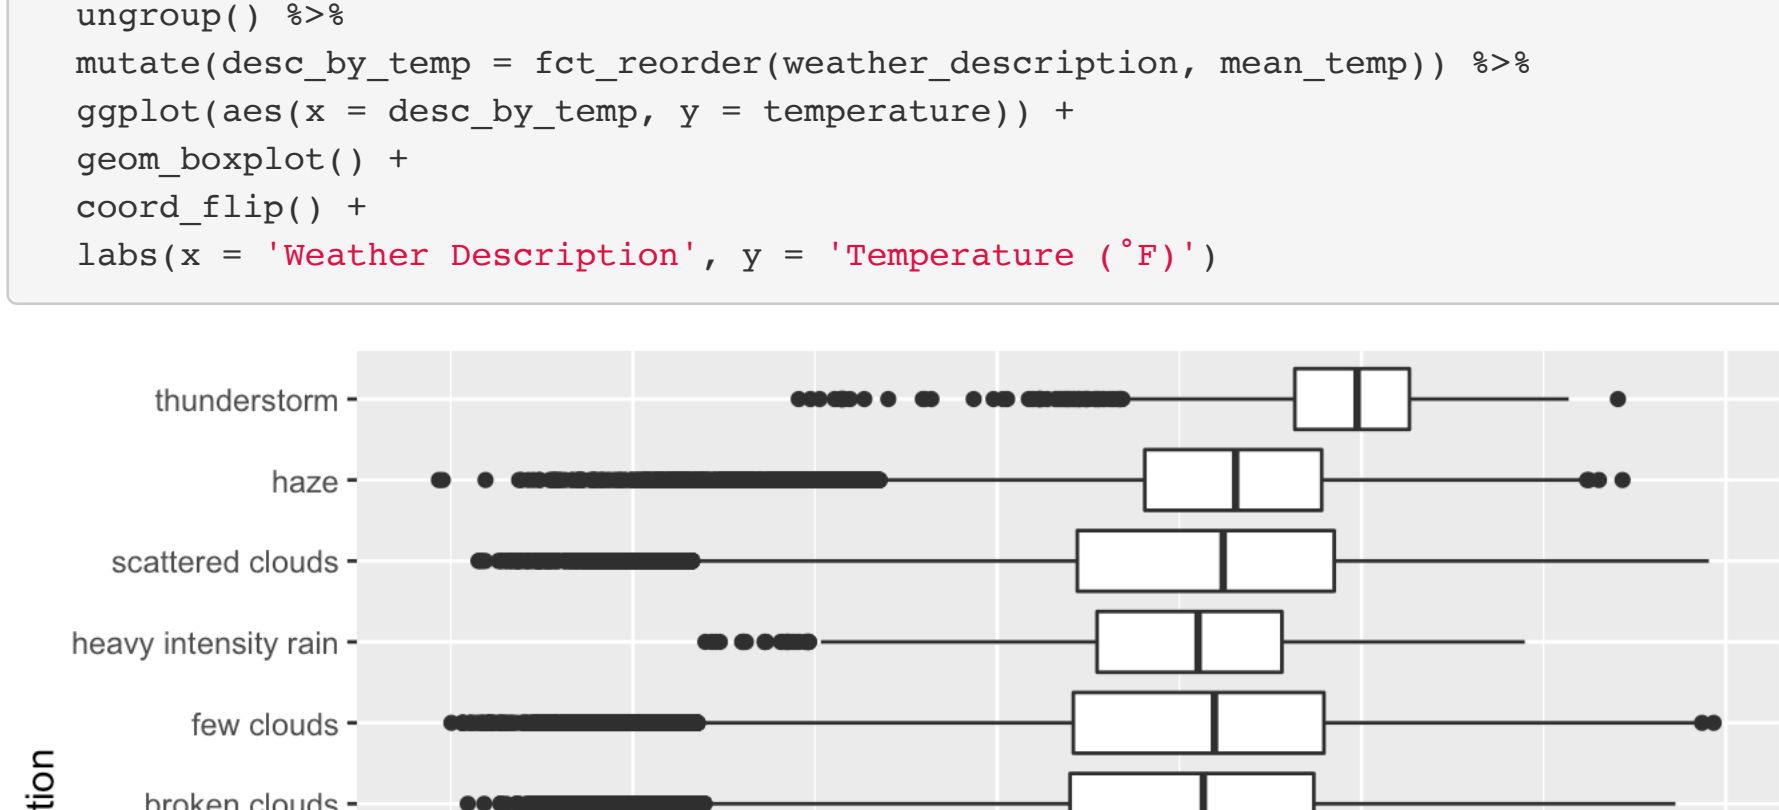 ungroup() %>%
mutate(desc_by_temp = fct_reorder(weather_description, mean_temp)) %>%
ggplot(aes(x = desc_by_temp, y = temperature)) +
geom_boxplot() +
coord_flip() +
labs(x = 'Weather Description', y = 'Temperature (˚F)')
thunderstorm
haze
scattered clouds
heavy intensity rain
few clouds
broken clouds
tion